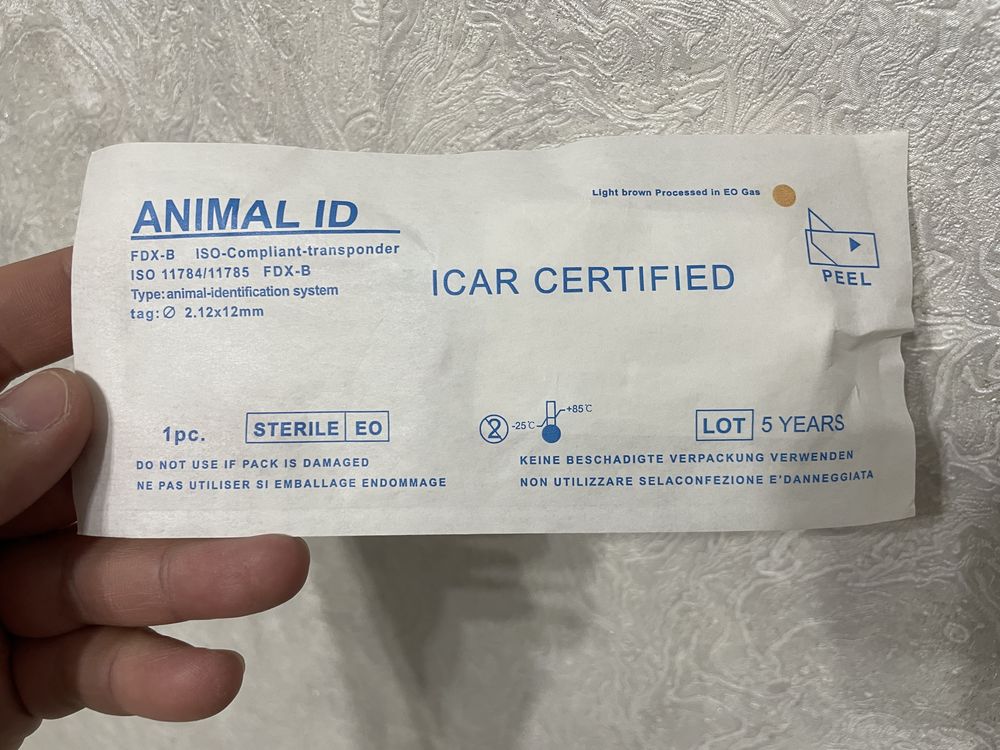 Light brown Processed in EO Gas
ANIMAL ID
FDX-B ISO-Compliant-transponder
ISO 11784/11785 FDX-B
Type:animal-identification system
tag:∅ 2.12x12mm
ICAR CERTIFIED
PEEL
1pc.
STERILE EO
2 -25℃ +85℃
LOT 5 YEARS
DO NOT USE IF PACK IS DAMAGED
NE PAS UTILISER SI EMBALLAGE ENDOMMAGE
KEINE BESCHADIGTE VERPACKUNG VERWENDEN
NON UTILIZZARE SELACONFEZIONE E'DANNEGGIATA